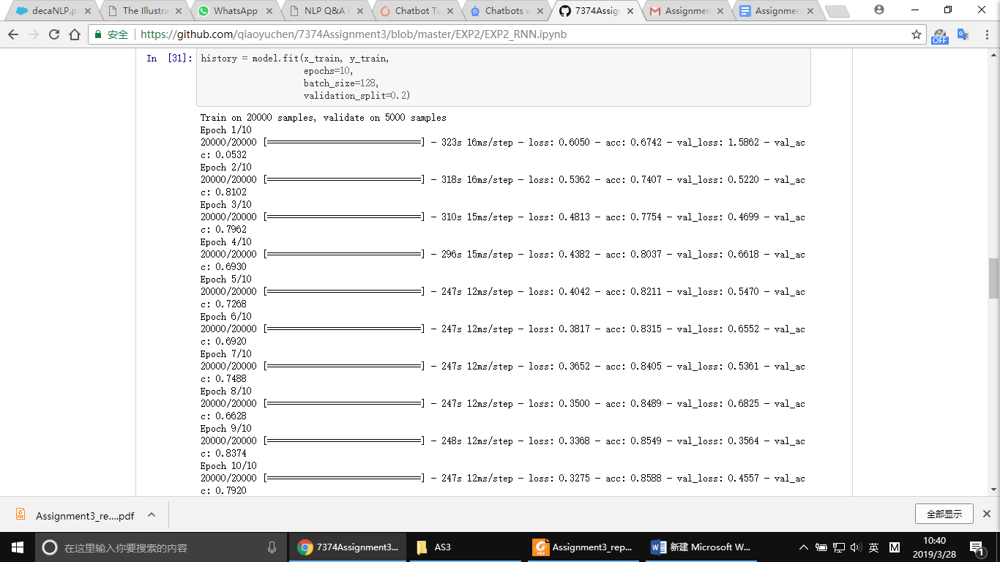 decaNLP.p
The Illustra
WhatsApp
NLP Q&A i
Chatbot Tu
Chatbots w
7374Assign
Assignmen
Assignmen
安全 | https://github.com/qiaoyuchen/7374Assignment3/blob/master/EXP2/EXP2_RNN.ipynb
OFF
In [31]: history = model.fit(x_train, y_train,
epochs=10,
batch_size=128,
validation_split=0.2)
Train on 20000 samples, validate on 5000 samples
Epoch 1/10
20000/20000 [==============================] - 323s 16ms/step - loss: 0.6050 - acc: 0.6742 - val_loss: 1.5862 - val_ac
c: 0.0532
Epoch 2/10
20000/20000 [==============================] - 318s 16ms/step - loss: 0.5362 - acc: 0.7407 - val_loss: 0.5220 - val_ac
c: 0.8102
Epoch 3/10
20000/20000 [==============================] - 310s 15ms/step - loss: 0.4813 - acc: 0.7754 - val_loss: 0.4699 - val_ac
c: 0.7962
Epoch 4/10
20000/20000 [==============================] - 296s 15ms/step - loss: 0.4382 - acc: 0.8037 - val_loss: 0.6618 - val_ac
c: 0.6930
Epoch 5/10
20000/20000 [==============================] - 247s 12ms/step - loss: 0.4042 - acc: 0.8211 - val_loss: 0.5470 - val_ac
c: 0.7268
Epoch 6/10
20000/20000 [==============================] - 247s 12ms/step - loss: 0.3817 - acc: 0.8315 - val_loss: 0.6552 - val_ac
c: 0.6920
Epoch 7/10
20000/20000 [==============================] - 247s 12ms/step - loss: 0.3652 - acc: 0.8405 - val_loss: 0.5361 - val_ac
c: 0.7488
Epoch 8/10
20000/20000 [==============================] - 247s 12ms/step - loss: 0.3500 - acc: 0.8489 - val_loss: 0.6825 - val_ac
c: 0.6628
Epoch 9/10
20000/20000 [==============================] - 248s 12ms/step - loss: 0.3368 - acc: 0.8549 - val_loss: 0.3564 - val_ac
c: 0.8374
Epoch 10/10
20000/20000 [==============================] - 247s 12ms/step - loss: 0.3275 - acc: 0.8588 - val_loss: 0.4557 - val_ac
c: 0.7920
Assignment3_re....pdf
全部显示
在这里输入你要搜索的内容
7374Assignment3...
AS3
Assignment3_rep...
新建 Microsoft W...
英
M
10:40
2019/3/28
1